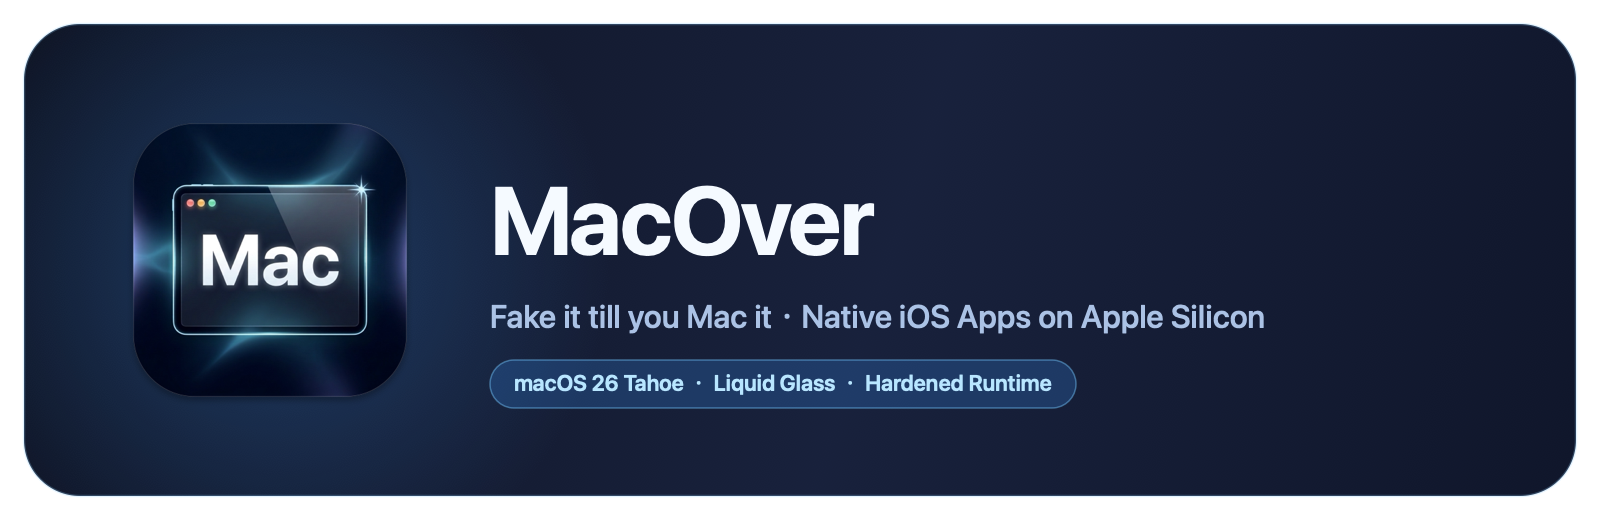 Mac
MacOver
Fake it till you Mac it · Native iOS Apps on Apple Silicon
macOS 26 Tahoe · Liquid Glass · Hardened Runtime